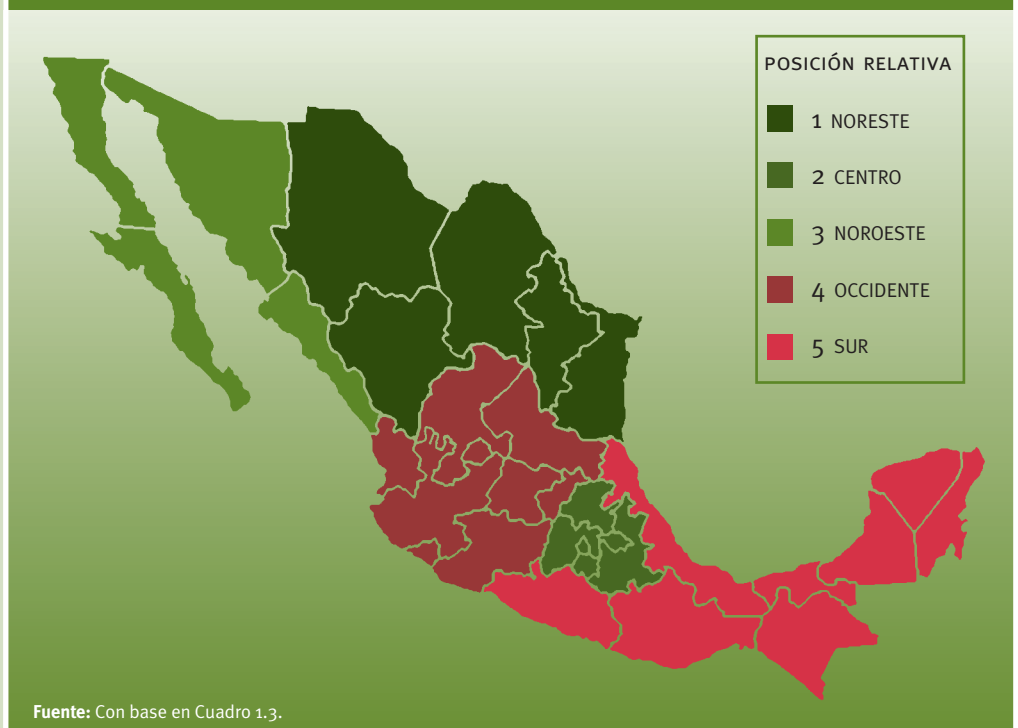 POSICIÓN RELATIVA
1 NORESTE
2 CENTRO
3 NOROESTE
4 OCCIDENTE
5 SUR
Fuente: Con base en Cuadro 1.3.